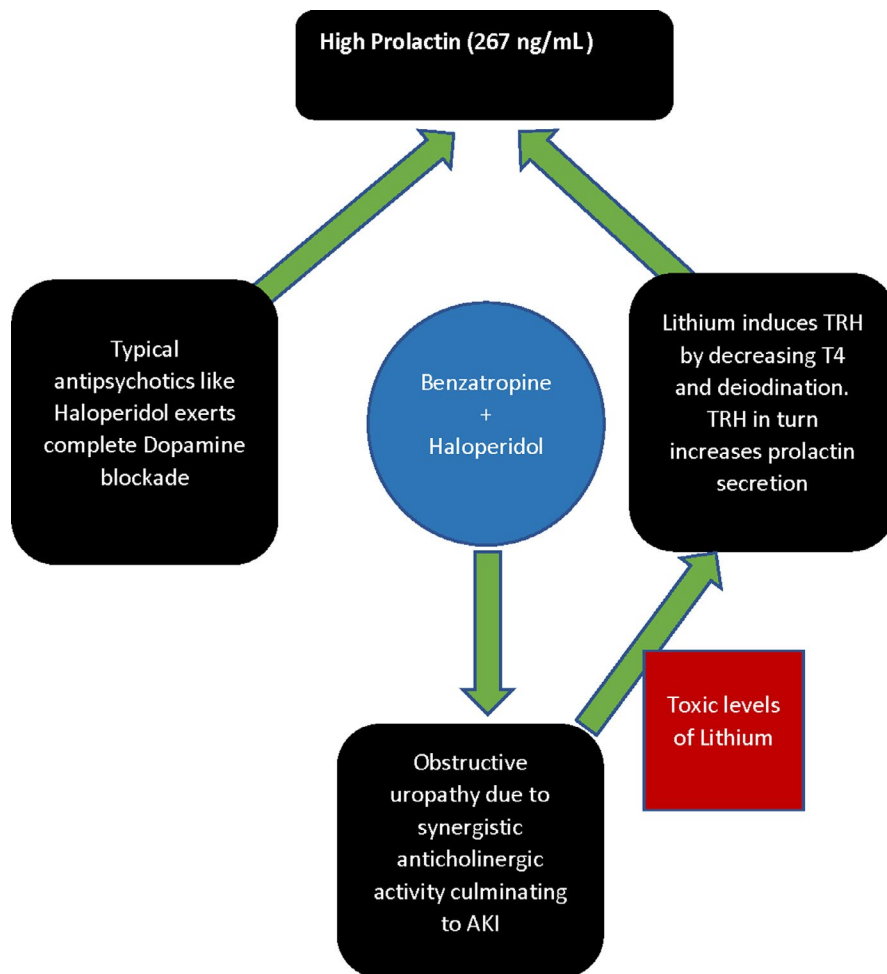 High Prolactin (267 ng/mL)
Typical
antipsychotics like
Haloperidol exerts
complete Dopamine
blockade
Benzatropine
+
Haloperidol
Lithium induces TRH
by decreasing T4
and deiodination.
TRH in turn
increases prolactin
secretion
Toxic levels
of Lithium
Obstructive
uropathy due to
synergistic
anticholinergic
activity culminating
to AKI